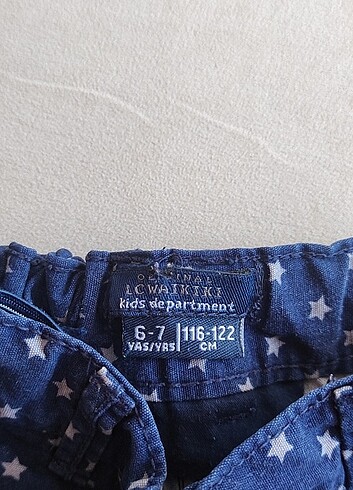 ORIGINAL
LCWAIKIKI
kids department
6-7 116-122
YAŞ/YRS CM